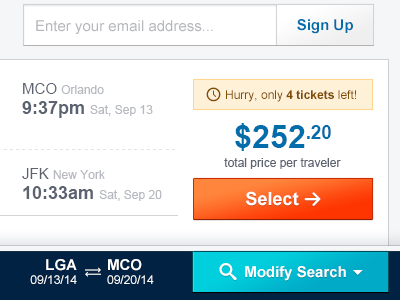 Enter your email address...
Sign Up
MCO Orlando
9:37pm Sat, Sep 13
Hurry, only 4 tickets left!
$252.20
total price per traveler
JFK New York
10:33am Sat, Sep 20
Select →
LGA ⇄ MCO
09/13/14 09/20/14
Modify Search